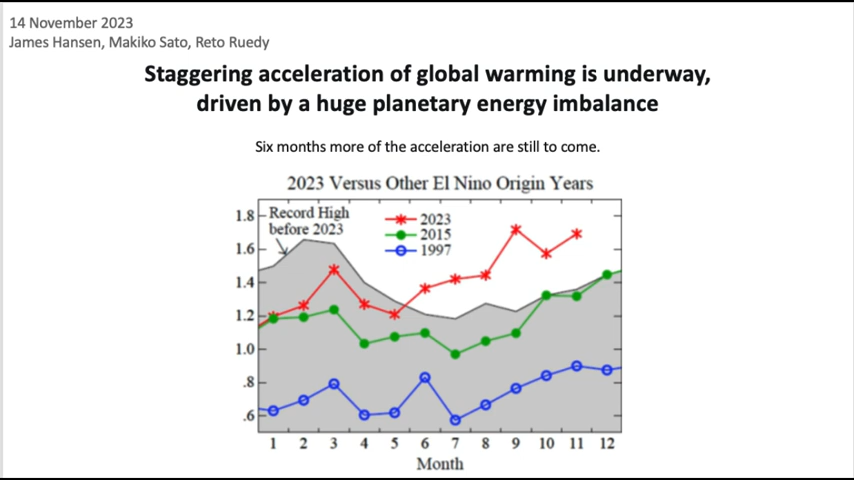 14 November 2023
James Hansen, Makiko Sato, Reto Ruedy
Staggering acceleration of global warming is underway,
driven by a huge planetary energy imbalance
Six months more of the acceleration are still to come.
2023 Versus Other El Nino Origin Years
Record High
before 2023
2023
2015
1997
1.8
1.6
1.4
1.2
1.0
.8
.6
1 2 3 4 5 6 7 8 9 10 11 12
Month